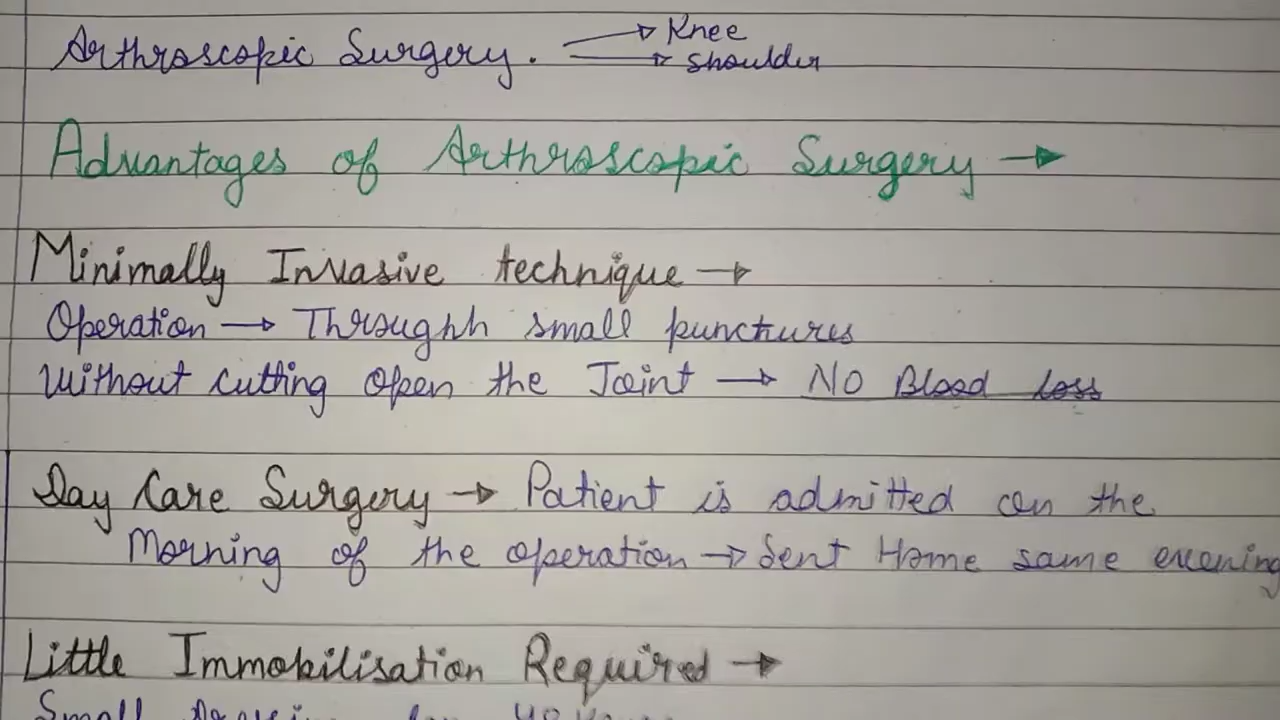 Arthroscopic Surgery. → Knee
→ Shoulder
Advantages of Arthroscopic Surgery →
Minimally Invasive technique →
Operation → Throughh small punctures
Without cutting open the Joint → NO Blood loss
Day Care Surgery → Patient is admitted on the
Morning of the operation → Sent Home same evening
Little Immobilisation Required →
Small